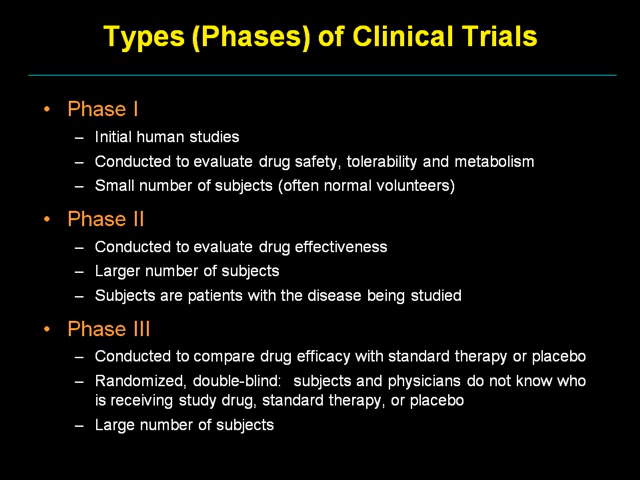 Types (Phases) of Clinical Trials
• Phase I
– Initial human studies
– Conducted to evaluate drug safety, tolerability and metabolism
– Small number of subjects (often normal volunteers)
• Phase II
– Conducted to evaluate drug effectiveness
– Larger number of subjects
– Subjects are patients with the disease being studied
• Phase III
– Conducted to compare drug efficacy with standard therapy or placebo
– Randomized, double-blind:  subjects and physicians do not know who
is receiving study drug, standard therapy, or placebo
– Large number of subjects